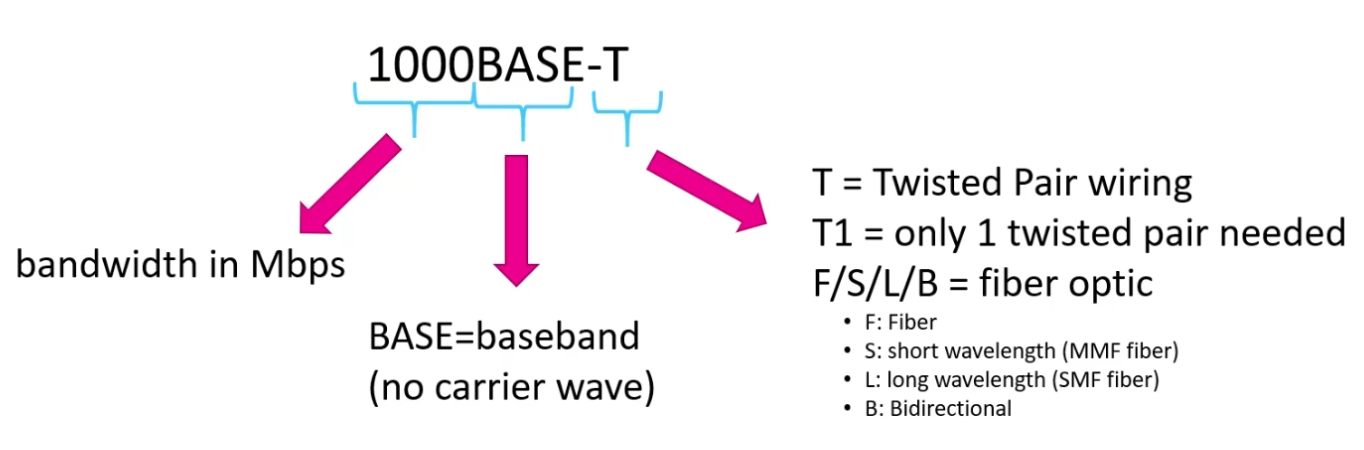 1000BASE-T
bandwidth in Mbps
BASE=baseband
(no carrier wave)
T = Twisted Pair wiring
T1 = only 1 twisted pair needed
F/S/L/B = fiber optic
• F: Fiber
• S: short wavelength (MMF fiber)
• L: long wavelength (SMF fiber)
• B: Bidirectional